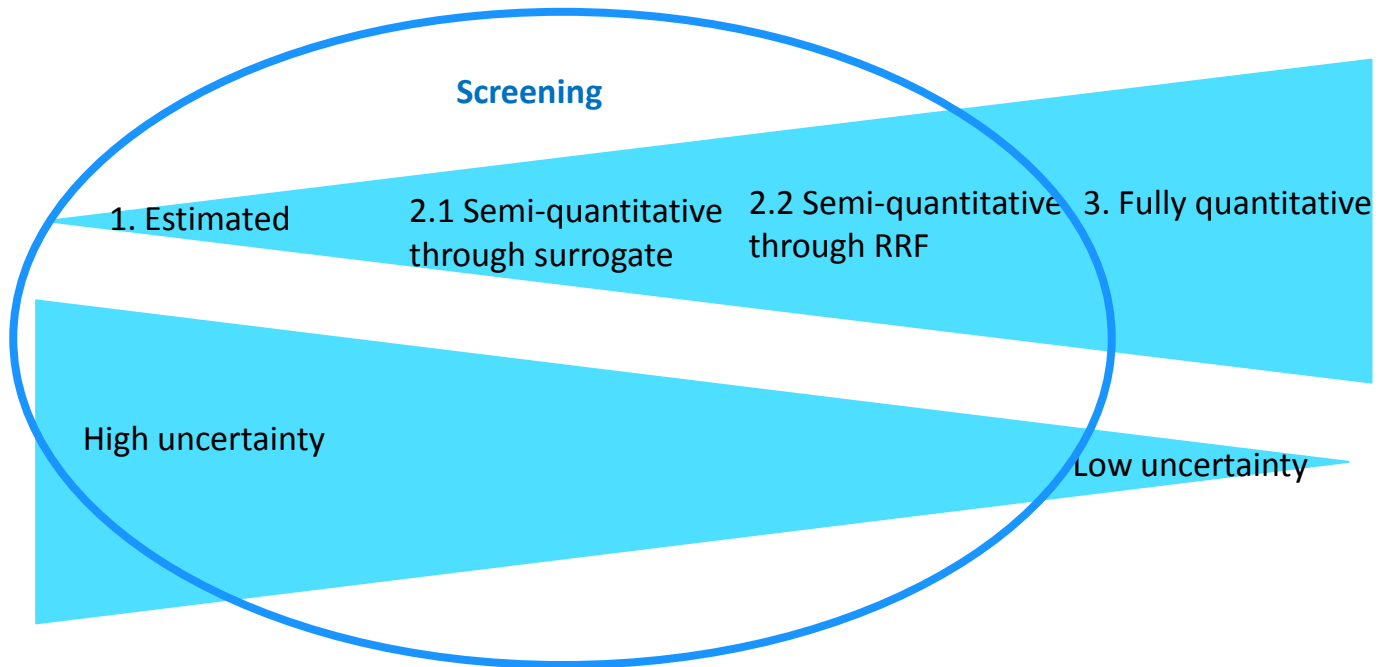 Screening
1. Estimated
2.1 Semi-quantitative
through surrogate
2.2 Semi-quantitative
through RRF
3. Fully quantitative
High uncertainty
Low uncertainty